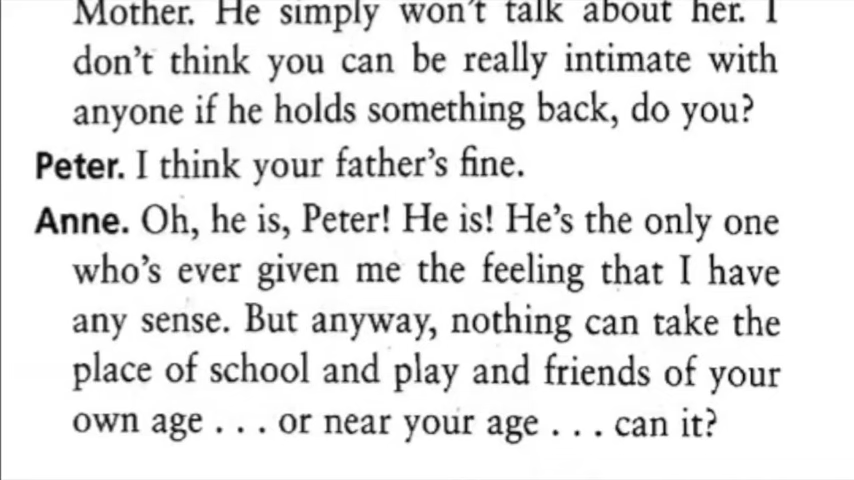 Mother. He simply won't talk about her. I
don't think you can be really intimate with
anyone if he holds something back, do you?
Peter. I think your father's fine.
Anne. Oh, he is, Peter! He is! He's the only one
who's ever given me the feeling that I have
any sense. But anyway, nothing can take the
place of school and play and friends of your
own age . . . or near your age . . . can it?